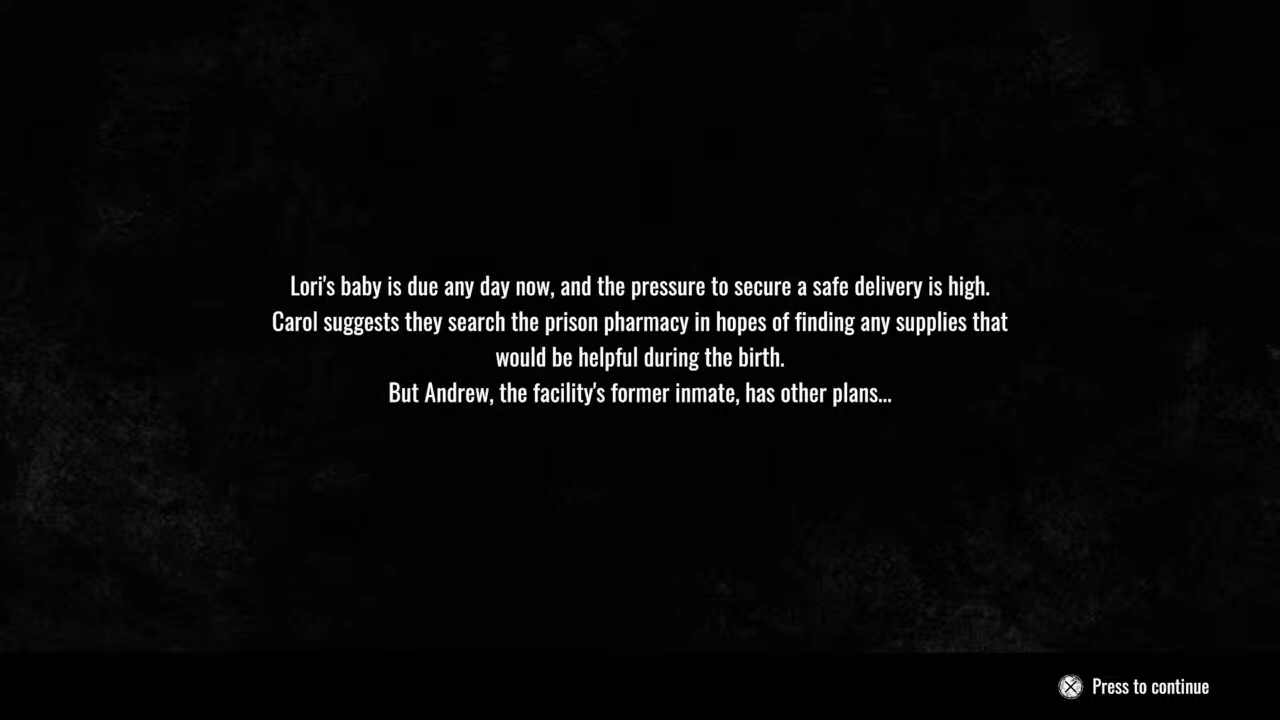 Lori's baby is due any day now, and the pressure to secure a safe delivery is high.
Carol suggests they search the prison pharmacy in hopes of finding any supplies that
would be helpful during the birth.
But Andrew, the facility's former inmate, has other plans...
Press to continue